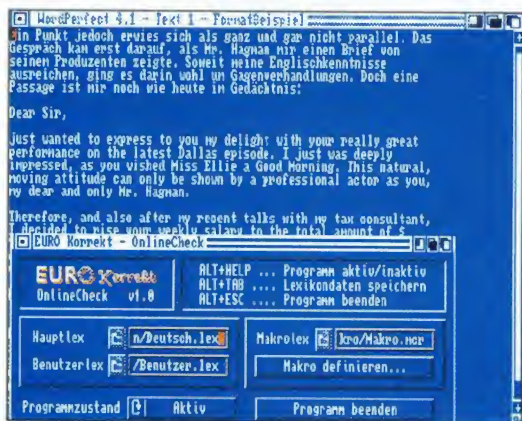 WordPerfect 4.1 - Text 1 - FormatBeispiel
in Punkt jedoch erwies sich als ganz und gar nicht parallel. Das
Gespräch kam erst darauf, als Mr. Hagman mir einen Brief von
seinem Produzenten zeigte. Soweit meine Englischkenntnisse
ausreichen, ging es darin wohl um Gagenverhandlungen. Doch eine
Passage ist mir noch wie heute im Gedächtnis:
Dear Sir,
just wanted to express to you my delight with your really great
performance on the latest Dallas episode. I just was deeply
impressed, as you vished Miss Ellie a Good Morning. This natural,
moving attitude can only be shown by a professional actor as you,
my dear and only Mr. Hagman.
Therefore, and also after my recent talks with my tax consultant,
I decided to rise your weekly salary to the total amount of $
EURO Korrekt - OnlineCheck
EURO Korrekt
OnlineCheck v1.0
ALT+HELP .... Programm aktiv/inaktiv
ALT+TAB .... Lexikondaten speichern
ALT+ESC .... Programm beenden
Hauptlex n/Deutsch.lex
Benutzerlex /Benutzer.lex
Makrolex kro/Makro.mcr
Makro definieren...
Programmzustand Aktiv
Programm beenden